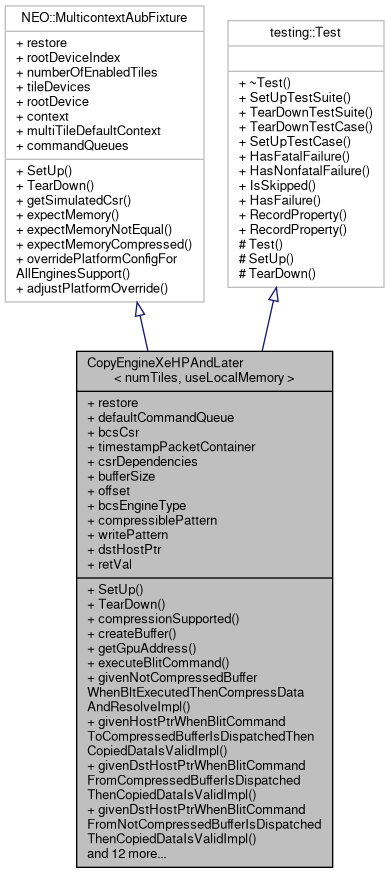 NEO::MulticontextAubFixture
+ restore
+ rootDeviceIndex
+ numberOfEnabledTiles
+ tileDevices
+ rootDevice
+ context
+ multiTileDefaultContext
+ commandQueues
+ SetUp()
+ TearDown()
+ getSimulatedCsr()
+ expectMemory()
+ expectMemoryNotEqual()
+ expectMemoryCompressed()
+ overridePlatformConfigFor
AllEnginesSupport()
+ adjustPlatformOverride()
testing::Test
+ ~Test()
+ SetUpTestSuite()
+ TearDownTestSuite()
+ TearDownTestCase()
+ SetUpTestCase()
+ HasFatalFailure()
+ HasNonfatalFailure()
+ IsSkipped()
+ HasFailure()
+ RecordProperty()
+ RecordProperty()
# Test()
# SetUp()
# TearDown()
CopyEngineXeHPAndLater
< numTiles, useLocalMemory >
+ restore
+ defaultCommandQueue
+ bcsCsr
+ timestampPacketContainer
+ csrDependencies
+ bufferSize
+ offset
+ bcsEngineType
+ compressiblePattern
+ writePattern
+ dstHostPtr
+ retVal
+ SetUp()
+ TearDown()
+ compressionSupported()
+ createBuffer()
+ getGpuAddress()
+ executeBlitCommand()
+ givenNotCompressedBuffer
WhenBltExecutedThenCompressData
AndResolveImpl()
+ givenHostPtrWhenBlitCommand
ToCompressedBufferIsDispatchedThen
CopiedDataIsValidImpl()
+ givenDstHostPtrWhenBlitCommand
FromCompressedBufferIsDispatched
ThenCopiedDataIsValidImpl()
+ givenDstHostPtrWhenBlitCommand
FromNotCompressedBufferIsDispatched
ThenCopiedDataIsValidImpl()
and 12 more...